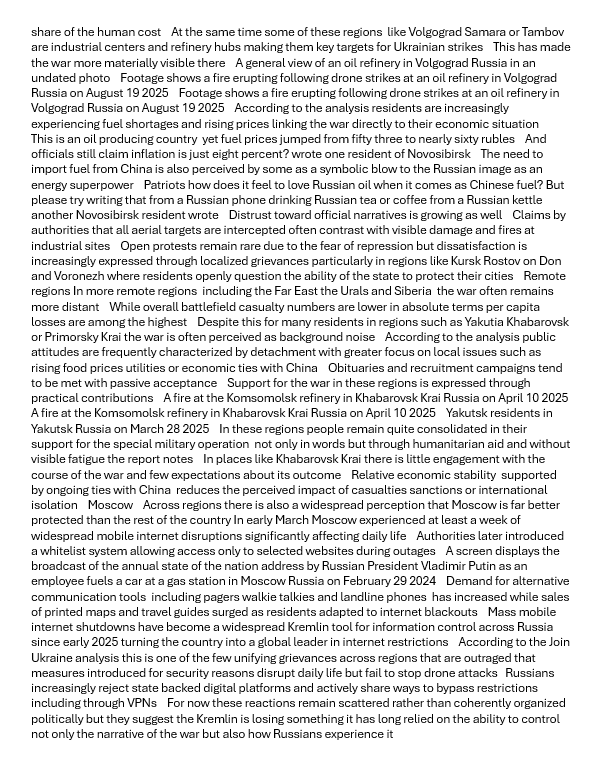 share of the human cost    At the same time some of these regions  like Volgograd Samara or Tambov
are industrial centers and refinery hubs making them key targets for Ukrainian strikes    This has made
the war more materially visible there    A general view of an oil refinery in Volgograd Russia in an
undated photo    Footage shows a fire erupting following drone strikes at an oil refinery in Volgograd
Russia on August 19 2025    Footage shows a fire erupting following drone strikes at an oil refinery in
Volgograd Russia on August 19 2025    According to the analysis residents are increasingly
experiencing fuel shortages and rising prices linking the war directly to their economic situation
This is an oil producing country  yet fuel prices jumped from fifty three to nearly sixty rubles    And
officials still claim inflation is just eight percent? wrote one resident of Novosibirsk    The need to
import fuel from China is also perceived by some as a symbolic blow to the Russian image as an
energy superpower    Patriots how does it feel to love Russian oil when it comes as Chinese fuel? But
please try writing that from a Russian phone drinking Russian tea or coffee from a Russian kettle
another Novosibirsk resident wrote    Distrust toward official narratives is growing as well    Claims by
authorities that all aerial targets are intercepted often contrast with visible damage and fires at
industrial sites    Open protests remain rare due to the fear of repression but dissatisfaction is
increasingly expressed through localized grievances particularly in regions like Kursk Rostov on Don
and Voronezh where residents openly question the ability of the state to protect their cities    Remote
regions In more remote regions  including the Far East the Urals and Siberia  the war often remains
more distant    While overall battlefield casualty numbers are lower in absolute terms per capita
losses are among the highest    Despite this for many residents in regions such as Yakutia Khabarovsk
or Primorsky Krai the war is often perceived as background noise    According to the analysis public
attitudes are frequently characterized by detachment with greater focus on local issues such as
rising food prices utilities or economic ties with China    Obituaries and recruitment campaigns tend
to be met with passive acceptance    Support for the war in these regions is expressed through
practical contributions    A fire at the Komsomolsk refinery in Khabarovsk Krai Russia on April 10 2025
A fire at the Komsomolsk refinery in Khabarovsk Krai Russia on April 10 2025    Yakutsk residents in
Yakutsk Russia on March 28 2025    In these regions people remain quite consolidated in their
support for the special military operation  not only in words but through humanitarian aid and without
visible fatigue the report notes    In places like Khabarovsk Krai there is little engagement with the
course of the war and few expectations about its outcome    Relative economic stability  supported
by ongoing ties with China  reduces the perceived impact of casualties sanctions or international
isolation    Moscow    Across regions there is also a widespread perception that Moscow is far better
protected than the rest of the country In early March Moscow experienced at least a week of
widespread mobile internet disruptions significantly affecting daily life    Authorities later introduced
a whitelist system allowing access only to selected websites during outages    A screen displays the
broadcast of the annual state of the nation address by Russian President Vladimir Putin as an
employee fuels a car at a gas station in Moscow Russia on February 29 2024    Demand for alternative
communication tools  including pagers walkie talkies and landline phones  has increased while sales
of printed maps and travel guides surged as residents adapted to internet blackouts    Mass mobile
internet shutdowns have become a widespread Kremlin tool for information control across Russia
since early 2025 turning the country into a global leader in internet restrictions    According to the Join
Ukraine analysis this is one of the few unifying grievances across regions that are outraged that
measures introduced for security reasons disrupt daily life but fail to stop drone attacks    Russians
increasingly reject state backed digital platforms and actively share ways to bypass restrictions
including through VPNs    For now these reactions remain scattered rather than coherently organized
politically but they suggest the Kremlin is losing something it has long relied on the ability to control
not only the narrative of the war but also how Russians experience it